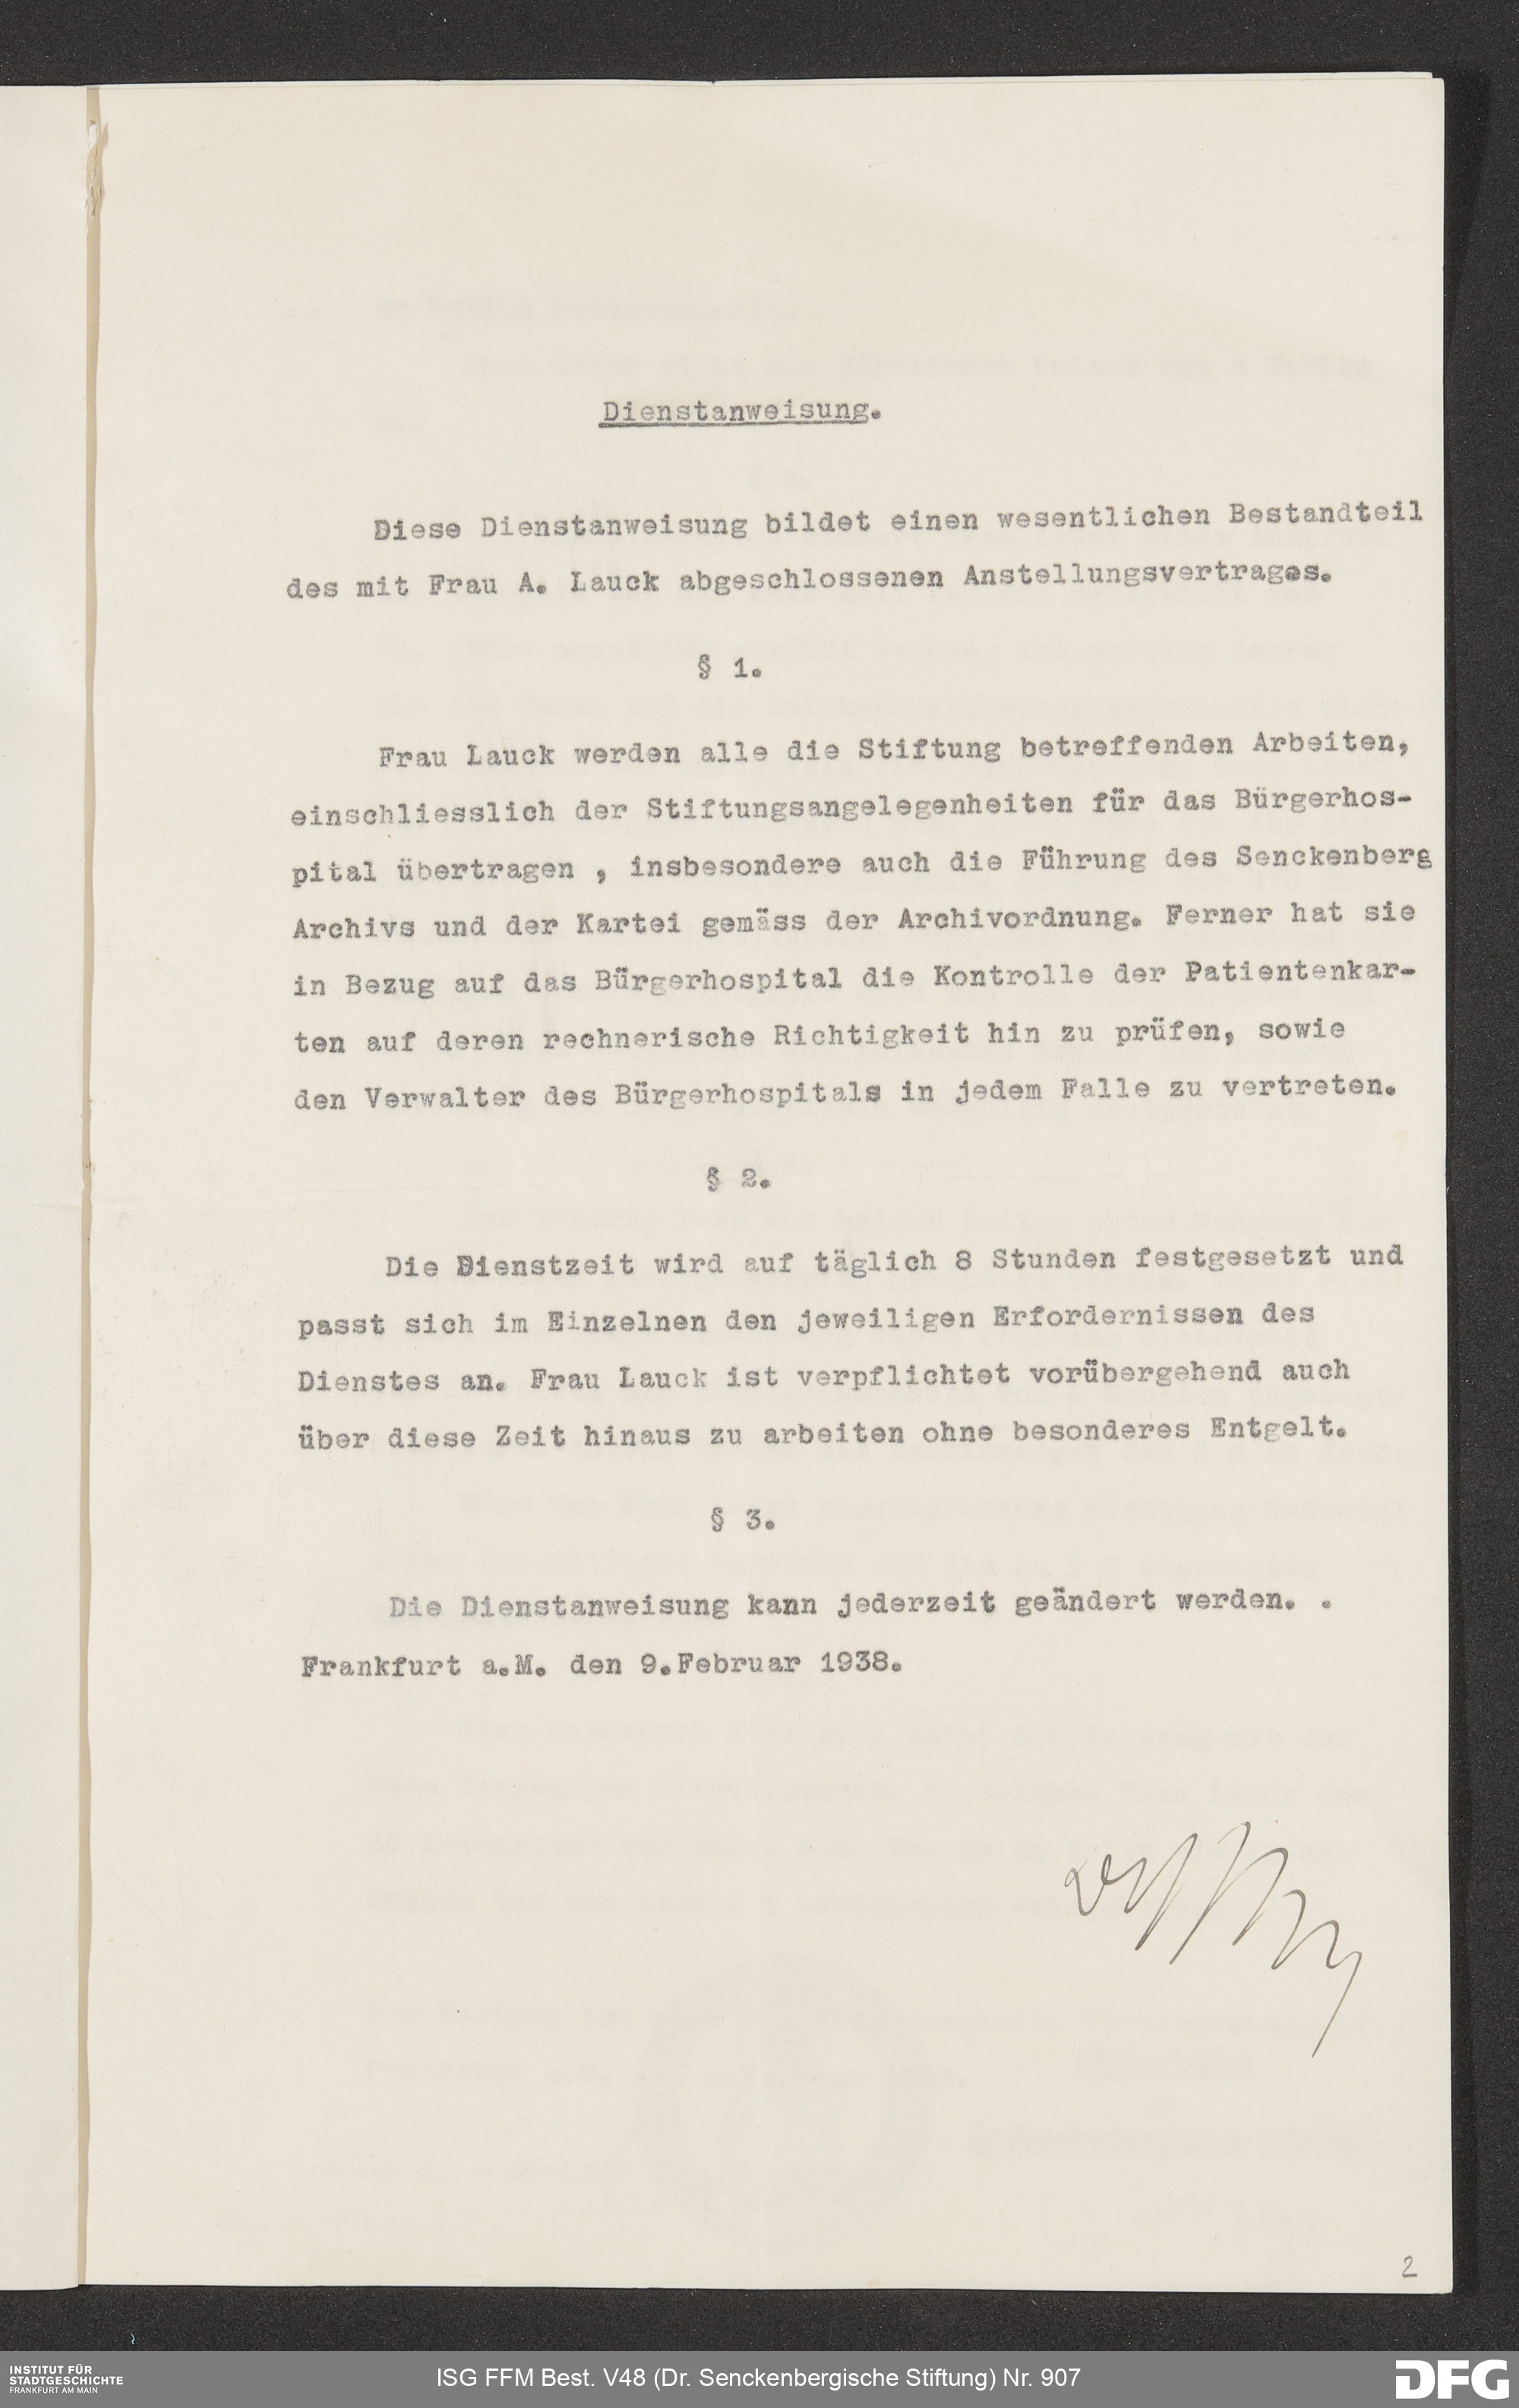 Dienstanweisung.
Diese Dienstanweisung bildet einen wesentlichen Bestandteil
des mit Frau A. Lauck abgeschlossenen Anstellungsvertrages.
§ 1.
Frau Lauck werden alle die Stiftung betreffenden Arbeiten,
einschliesslich der Stiftungsangelegenheiten für das Bürgerhos-
pital übertragen , insbesondere auch die Führung des Senckenberg
Archivs und der Kartei gemäss der Archivordnung. Ferner hat sie
in Bezug auf das Bürgerhospital die Kontrolle der Patientenkar-
ten auf deren rechnerische Richtigkeit hin zu prüfen, sowie
den Verwalter des Bürgerhospitals in jedem Falle zu vertreten.
§ 2.
Die Dienstzeit wird auf täglich 8 Stunden festgesetzt und
passt sich im Einzelnen den jeweiligen Erfordernissen des
Dienstes an. Frau Lauck ist verpflichtet vorübergehend auch
über diese Zeit hinaus zu arbeiten ohne besonderes Entgelt.
§ 3.
Die Dienstanweisung kann jederzeit geändert werden. .
Frankfurt a.M. den 9.Februar 1938.
2
INSTITUT FÜR
STADTGESCHICHTE
FRANKFURT AM MAIN
ISG FFM Best. V48 (Dr. Senckenbergische Stiftung) Nr. 907
DFG